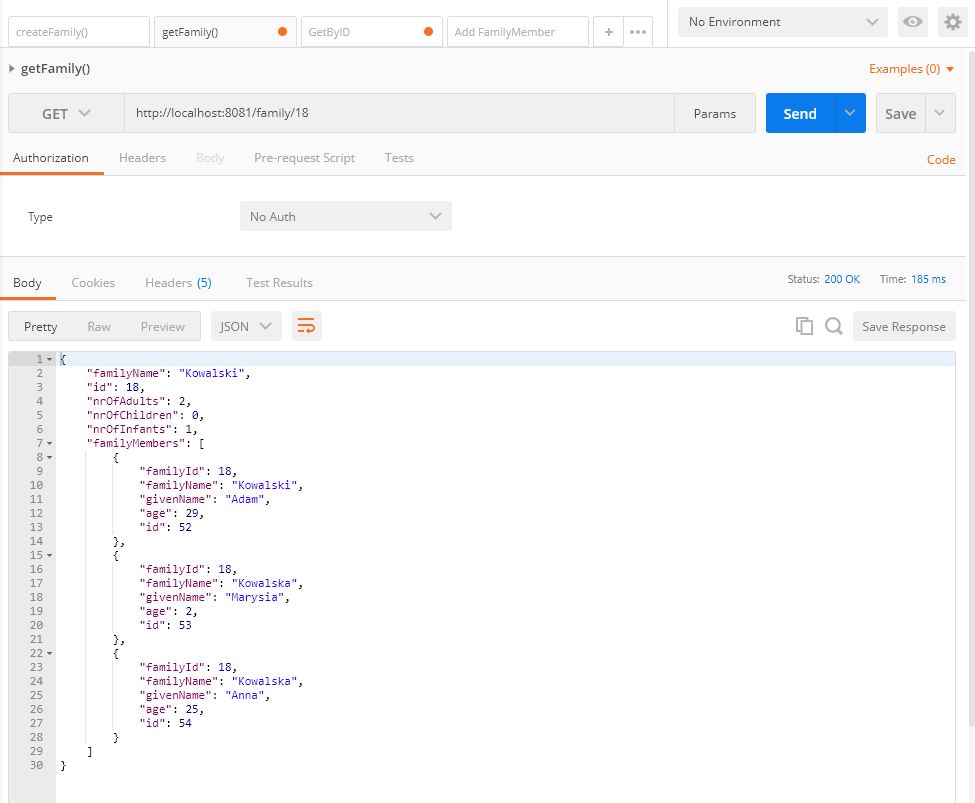 createFamily() getFamily() GetByID Add FamilyMember + ••• No Environment
getFamily() Examples (0)
GET http://localhost:8081/family/18 Params Send Save
Authorization Headers Body Pre-request Script Tests Code
Type No Auth
Body Cookies Headers (5) Test Results Status: 200 OK Time: 185 ms
Pretty Raw Preview JSON Save Response
1 {
2 "familyName": "Kowalski",
3 "id": 18,
4 "nrOfAdults": 2,
5 "nrOfChildren": 0,
6 "nrOfInfants": 1,
7 "familyMembers": [
8 {
9 "familyId": 18,
10 "familyName": "Kowalski",
11 "givenName": "Adam",
12 "age": 29,
13 "id": 52
14 },
15 {
16 "familyId": 18,
17 "familyName": "Kowalska",
18 "givenName": "Marysia",
19 "age": 2,
20 "id": 53
21 },
22 {
23 "familyId": 18,
24 "familyName": "Kowalska",
25 "givenName": "Anna",
26 "age": 25,
27 "id": 54
28 }
29 ]
30 }